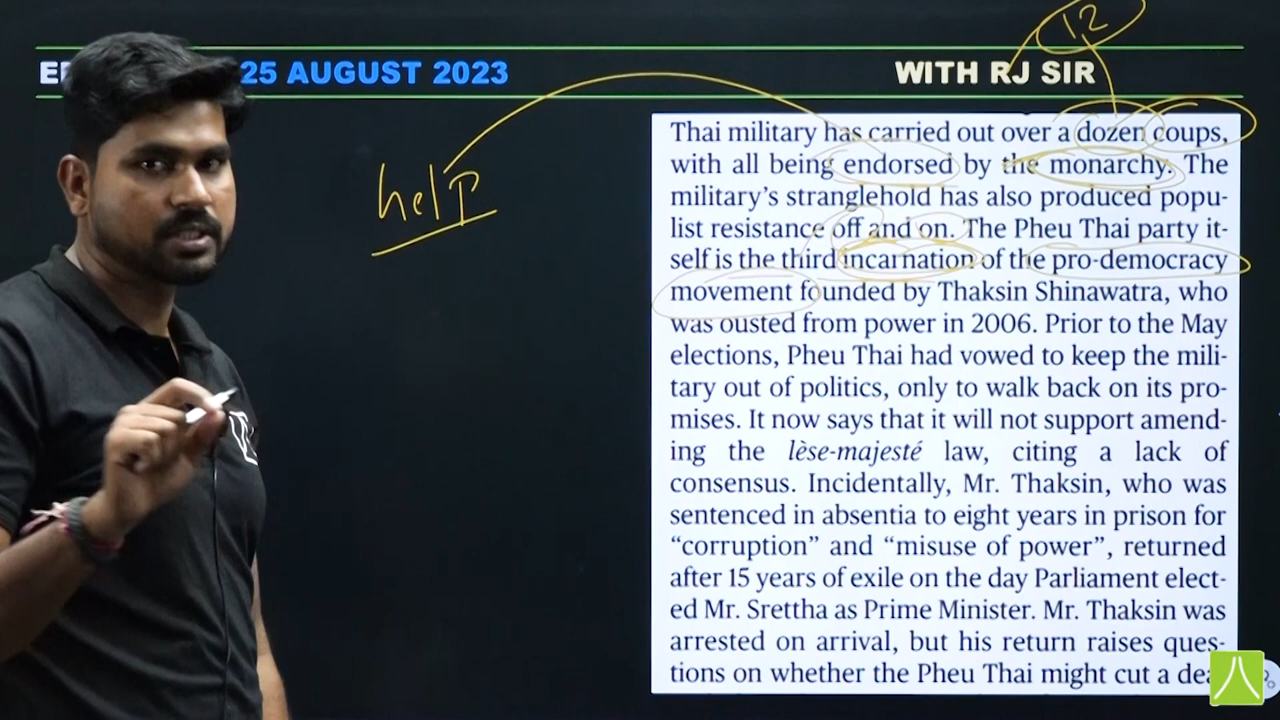 12
25 AUGUST 2023
WITH RJ SIR
help
Thai military has carried out over a dozen coups,
with all being endorsed by the monarchy. The
military’s stranglehold has also produced popu-
list resistance off and on. The Pheu Thai party it-
self is the third incarnation of the pro-democracy
movement founded by Thaksin Shinawatra, who
was ousted from power in 2006. Prior to the May
elections, Pheu Thai had vowed to keep the mili-
tary out of politics, only to walk back on its pro-
mises. It now says that it will not support amend-
ing the lèse-majesté law, citing a lack of
consensus. Incidentally, Mr. Thaksin, who was
sentenced in absentia to eight years in prison for
“corruption” and “misuse of power”, returned
after 15 years of exile on the day Parliament elect-
ed Mr. Srettha as Prime Minister. Mr. Thaksin was
arrested on arrival, but his return raises ques-
tions on whether the Pheu Thai might cut a